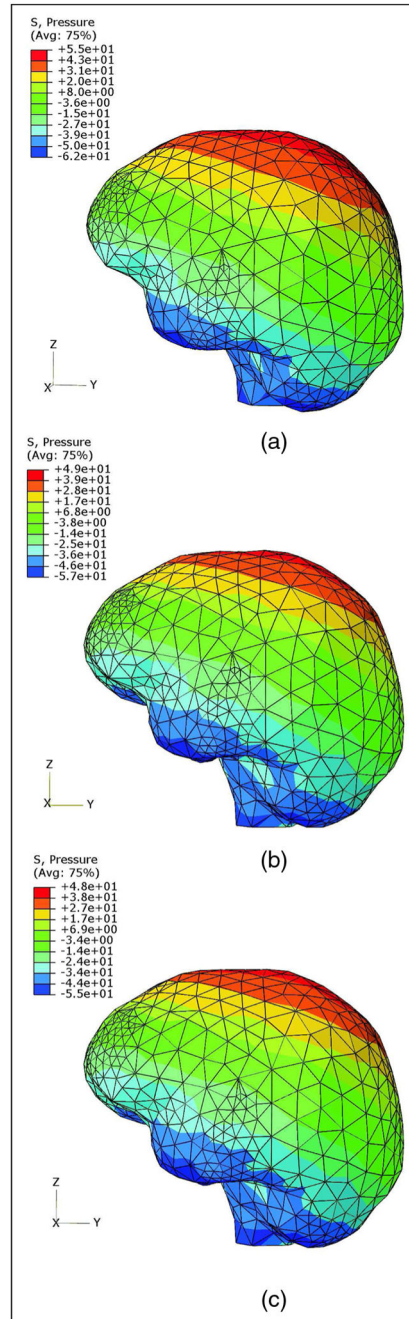 S, Pressure
(Avg: 75%)
+5.5e+01
+4.3e+01
+3.1e+01
+2.0e+01
+8.0e+00
-3.6e+00
-1.5e+01
-2.7e+01
-3.9e+01
-5.0e+01
-6.2e+01
Z
X Y
(a)
S, Pressure
(Avg: 75%)
+4.9e+01
+3.9e+01
+2.8e+01
+1.7e+01
+6.8e+00
-3.8e+00
-1.4e+01
-2.5e+01
-3.6e+01
-4.6e+01
-5.7e+01
Z
X Y
(b)
S, Pressure
(Avg: 75%)
+4.8e+01
+3.8e+01
+2.7e+01
+1.7e+01
+6.9e+00
-3.4e+00
-1.4e+01
-2.4e+01
-3.4e+01
-4.4e+01
-5.5e+01
Z
X Y
(c)